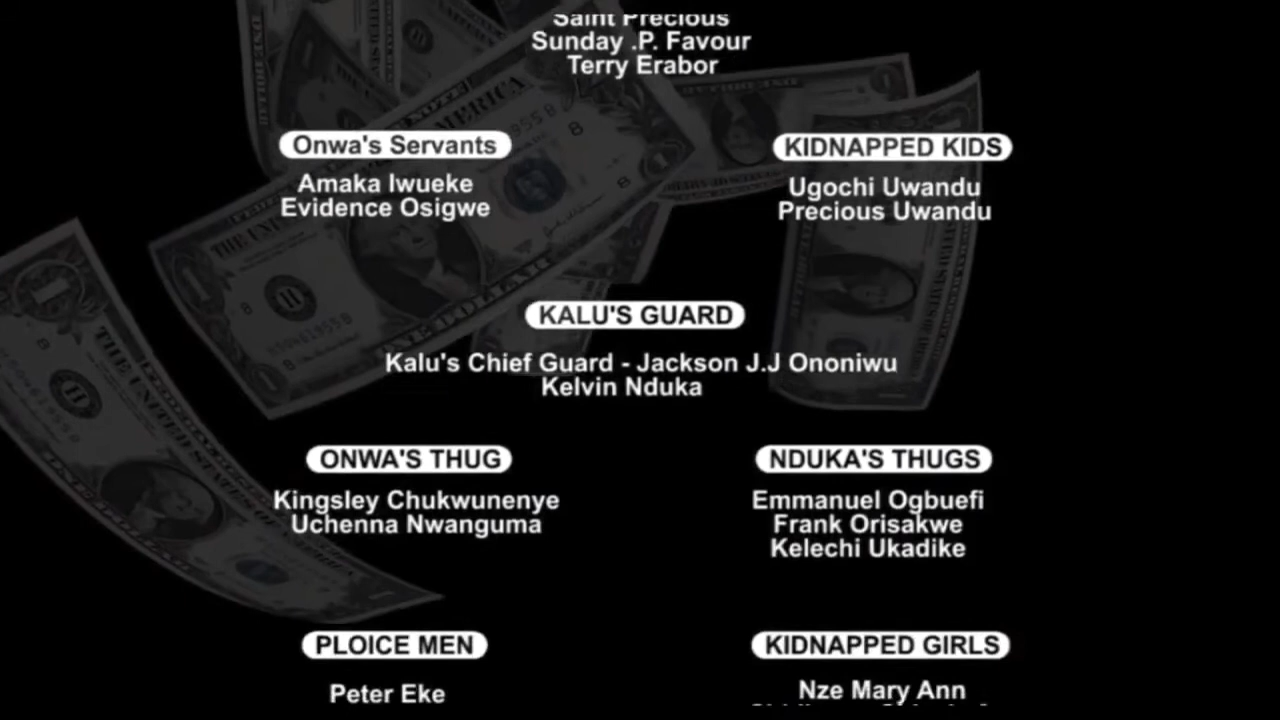 Saint Precious
Sunday .P. Favour
Terry Erabor
Onwa's Servants
Amaka Iwueke
Evidence Osigwe
KIDNAPPED KIDS
Ugochi Uwandu
Precious Uwandu
KALU'S GUARD
Kalu's Chief Guard - Jackson J.J Ononiwu
Kelvin Nduka
ONWA'S THUG
Kingsley Chukwunenye
Uchenna Nwanguma
NDUKA'S THUGS
Emmanuel Ogbuefi
Frank Orisakwe
Kelechi Ukadike
PLOICE MEN
Peter Eke
KIDNAPPED GIRLS
Nze Mary Ann